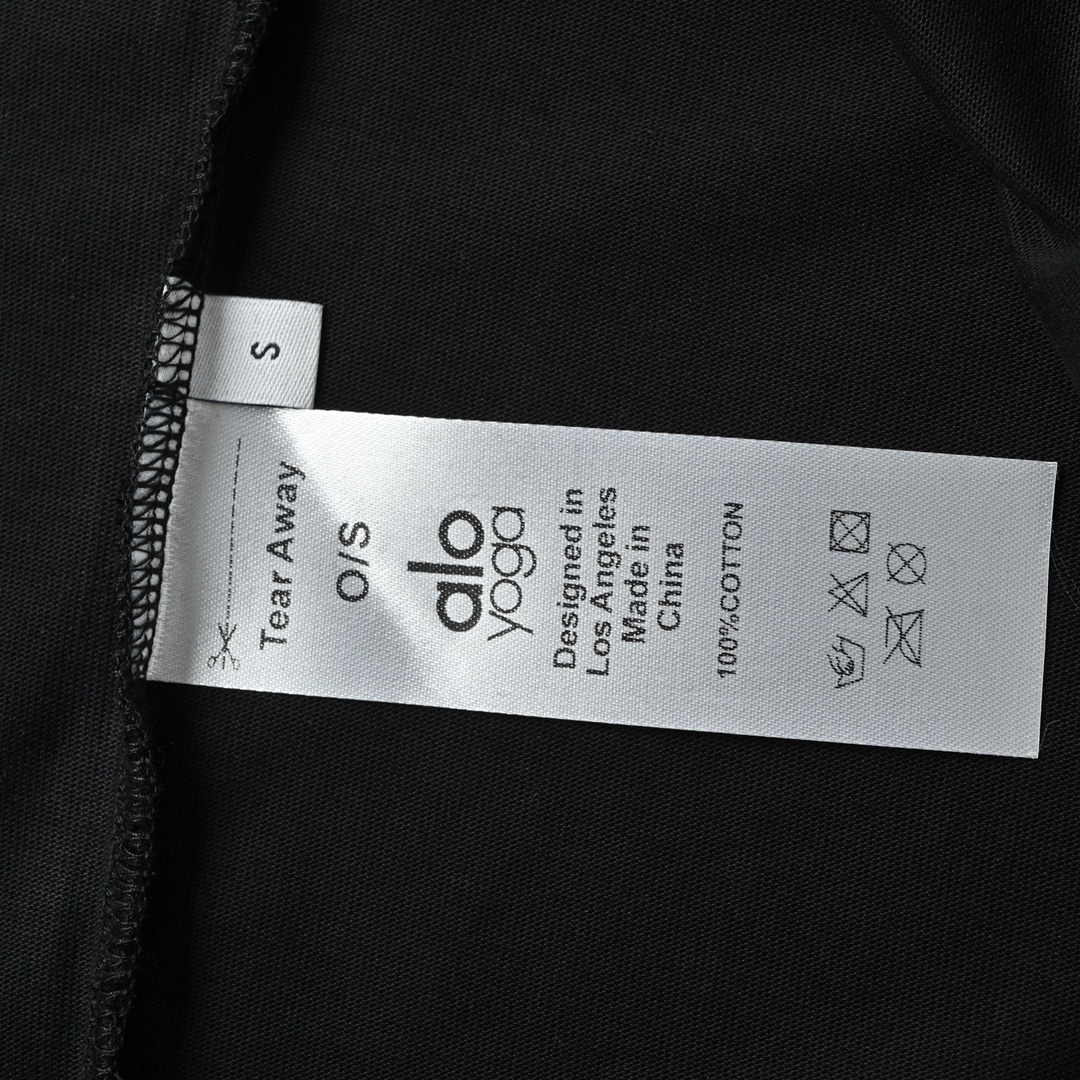 S
Tear Away
O/S
alo
yoga
Designed in
Los Angeles
Made in
China
100%COTTON